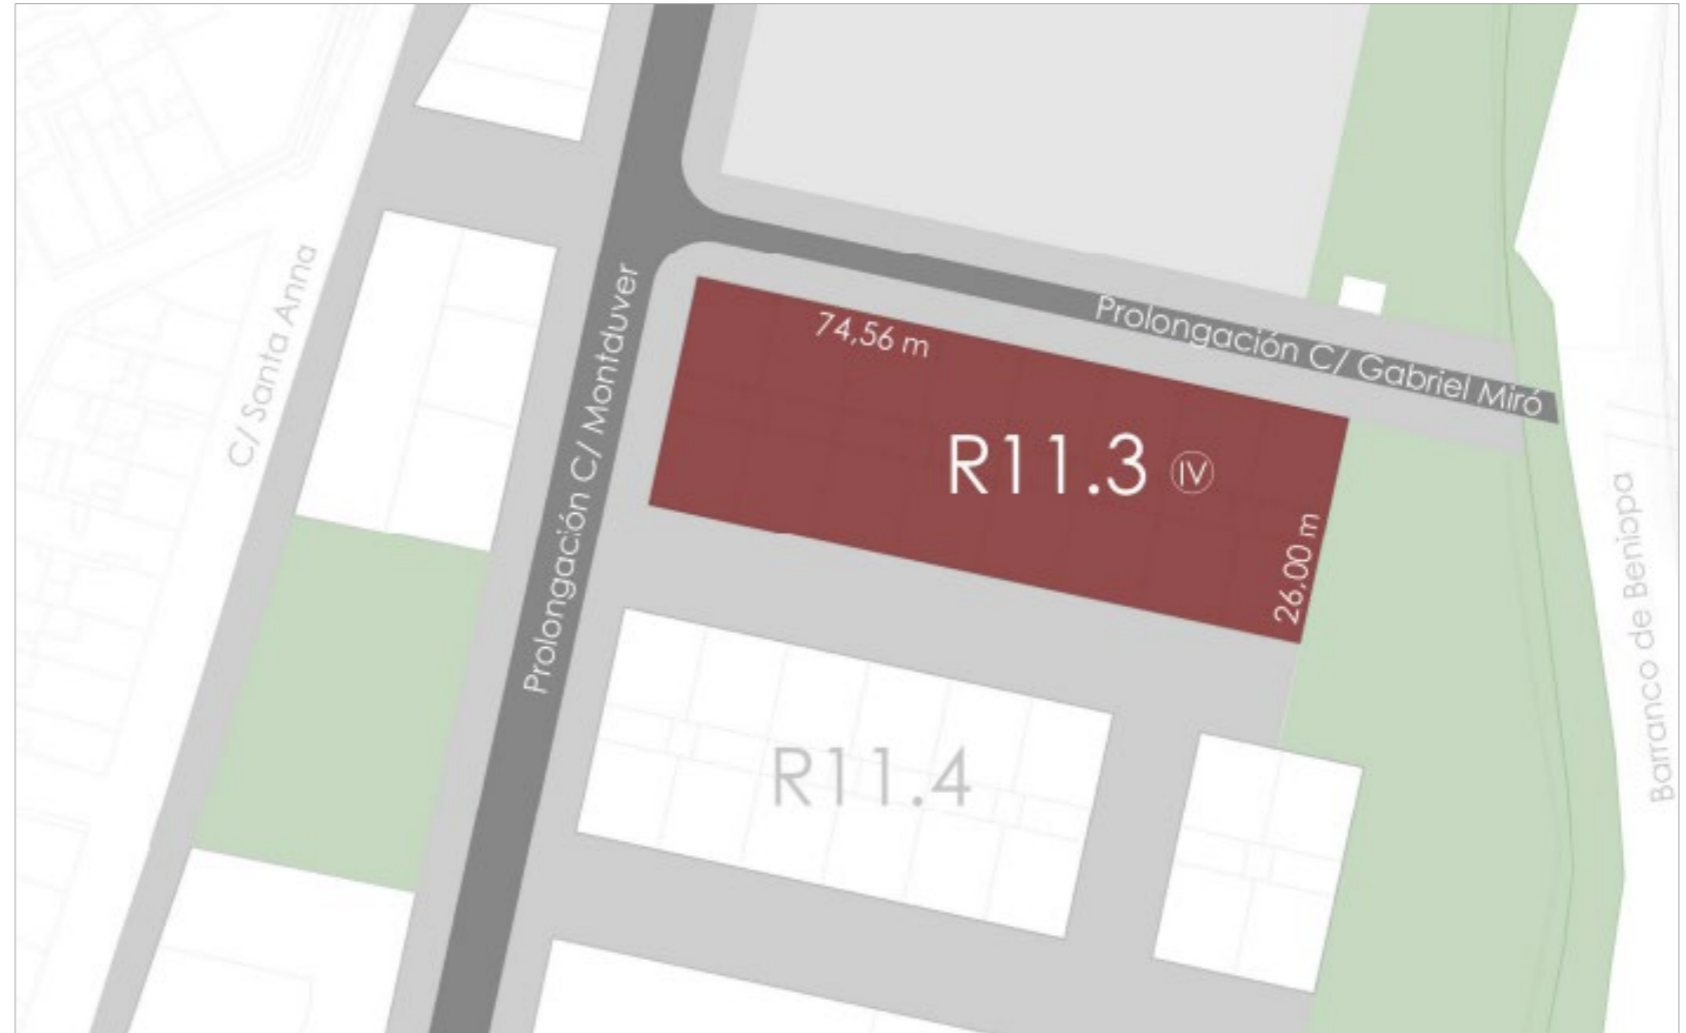 C/ Santa Anna
Prolongación C/ Montduver
74,56 m
Prolongación C/ Gabriel Miró
R11.3 IV
26,00 m
R11.4
Barranco de Beniopa